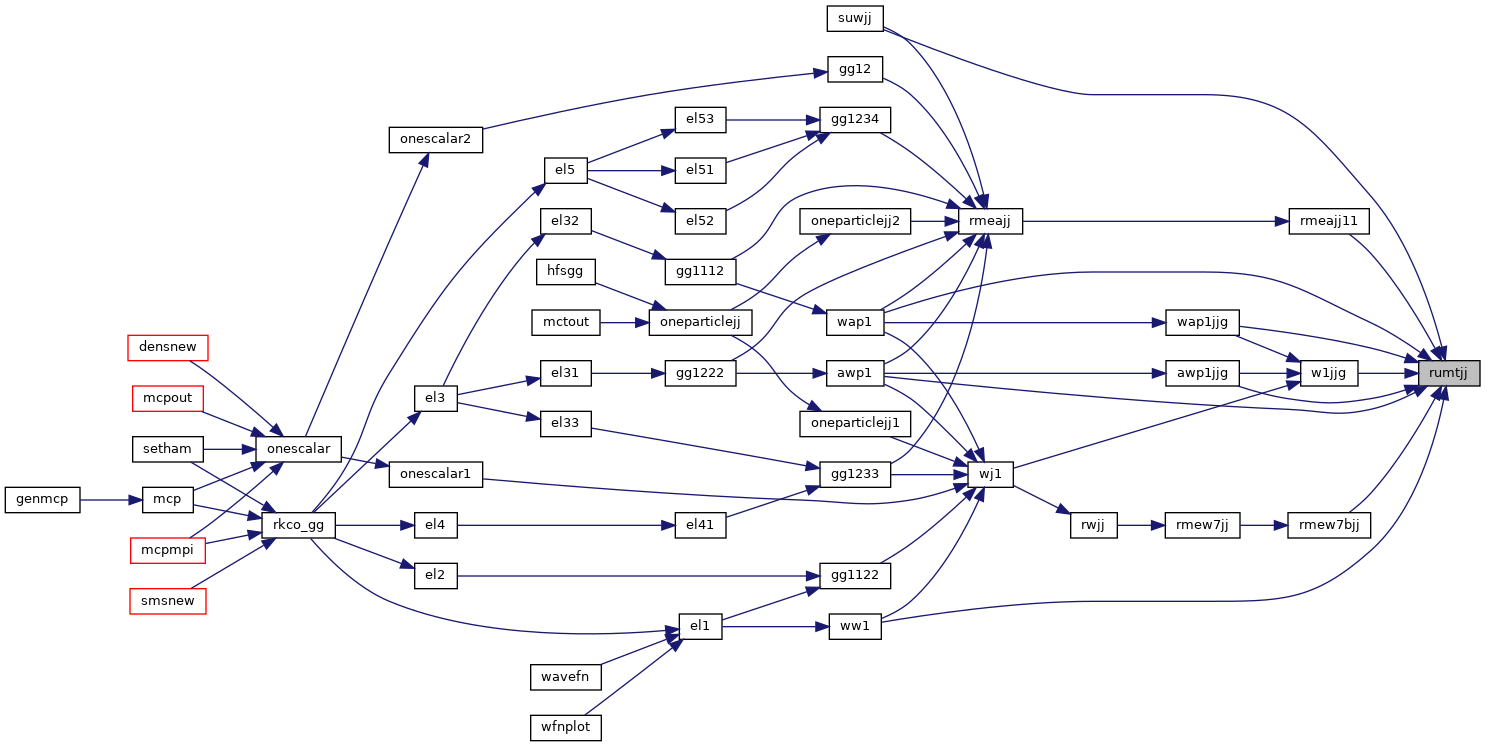 suwjj
gg12
el53
gg1234
onescalar2
el5
el51
el32
el52
oneparticlejj2
rmeajj
rmeajj11
hfsgg
gg1112
mctout
oneparticlejj
wap1
wap1jjg
densnew
el31
gg1222
awp1
awp1jjg
w1jjg
rumtjj
mcpout
el3
el33
oneparticlejj1
setham
onescalar
onescalar1
gg1233
wj1
genmcp
mcp
rkco_gg
el4
el41
rwjj
rmew7jj
rmew7bjj
mcpmpi
el2
gg1122
smsnew
el1
ww1
wavefn
wfnplot